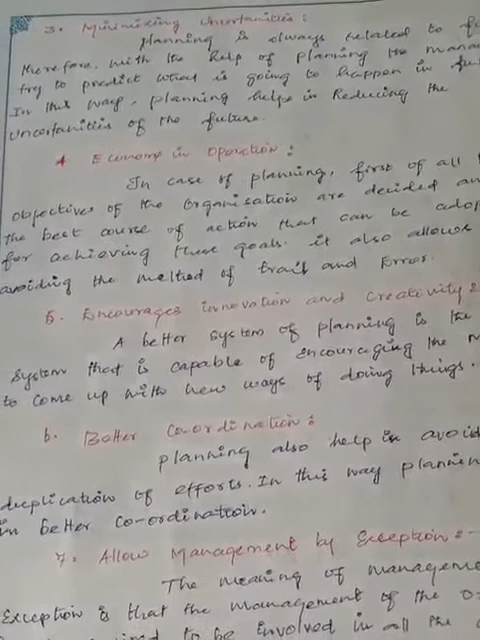 3. Minimizing Uncertanities :
planning is always related to
therefore, with the help of planning the
try to predict what is going to happen in
In this way, planning helps in Reducing the
uncertanities of the future.
4. Economy in Operation :
In case of planning, first of all
objectives of the Organisation are decided
the best course of action that can be
for achieving these goals. it also allows
avoiding the method of trail and Error.
5. Encourages innovation and creativity :
A better system of planning is the
system that is capable of encouraging the
to come up with new ways of doing things.
6. Better Co-ordination :
planning also help in
duplication of efforts. In this way
in better co-ordination.
7. Allow Management by Exception :-
The meaning of
Exception is that the management of the
to be involved in all the